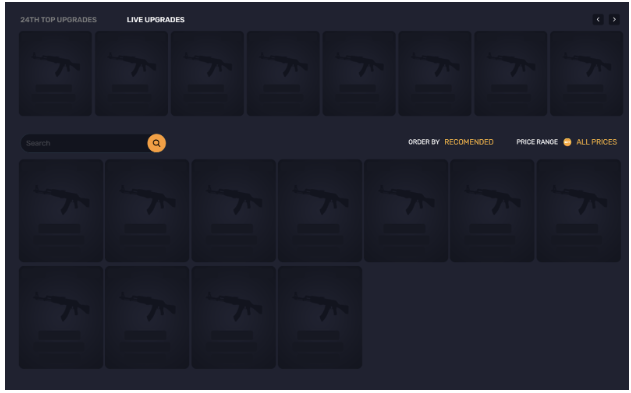 24TH TOP UPGRADES LIVE UPGRADES
Search ORDER BY RECOMENDED PRICE RANGE ALL PRICES